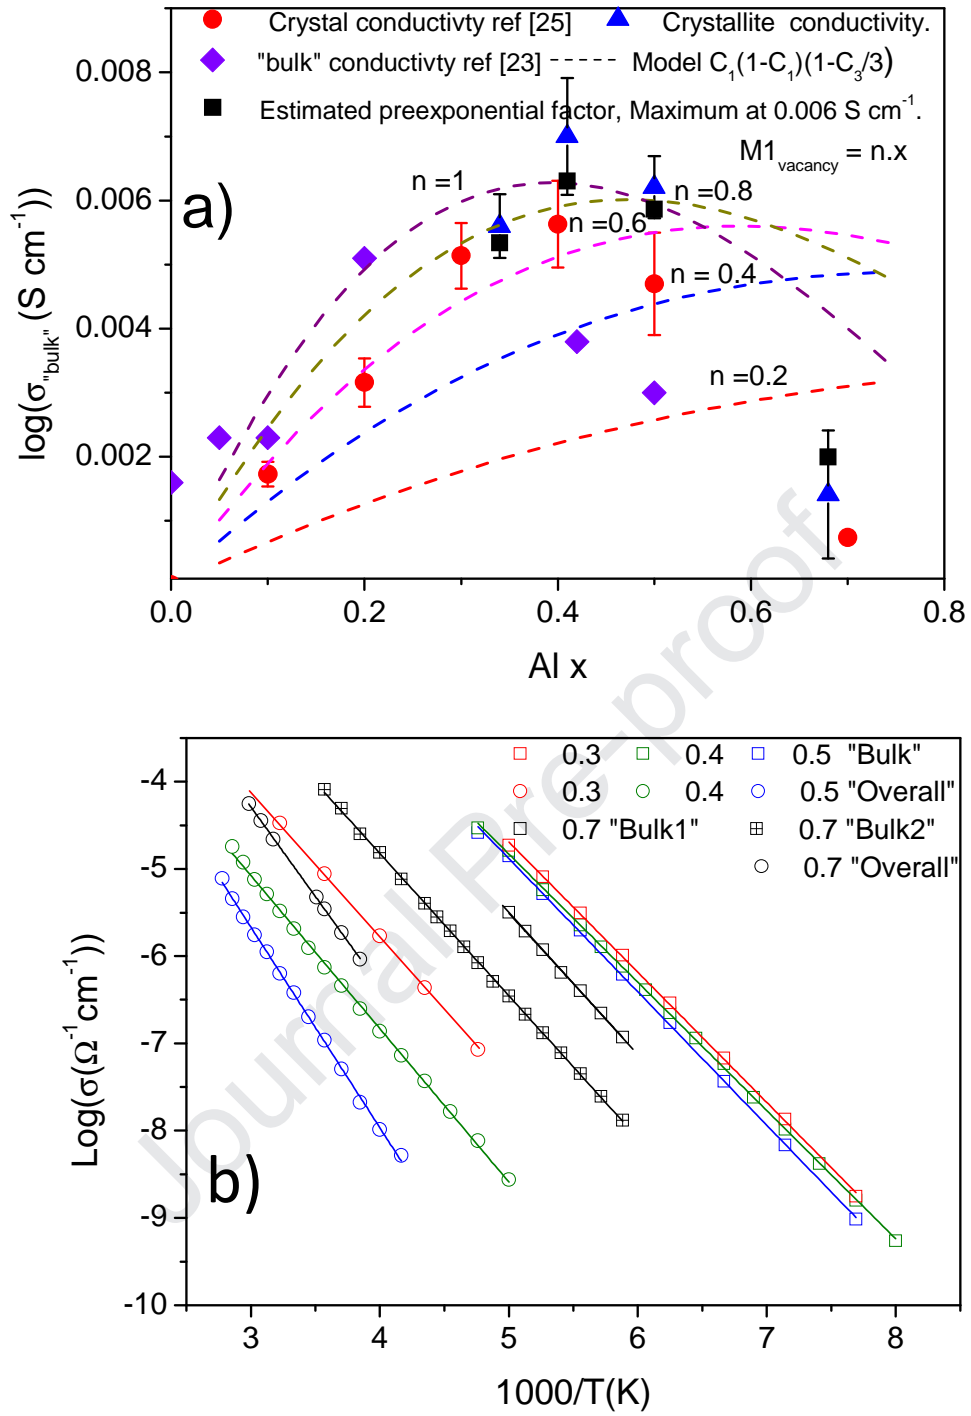 Crystal conductivty ref [25] Crystallite conductivity.
"bulk" conductivty ref [23] Model C1(1-C1)(1-C3/3)
Estimated preexponential factor, Maximum at 0.006 S cm-1.
M1vacancy = n.x
a)
n =1
n =0.8
n =0.6
n = 0.4
n =0.2
0.008
0.006
0.004
0.002
log(σ"bulk" (S cm-1)
0.0 0.2 0.4 0.6 0.8
Al x
0.3 0.4 0.5 "Bulk"
0.3 0.4 0.5 "Overall"
0.7 "Bulk1" 0.7 "Bulk2"
0.7 "Overall"
-4
-5
-6
-7
-8
-9
-10
Log(σ(Ω-1cm-1))
b)
3 4 5 6 7 8
1000/T(K)
Journal Pre-proof